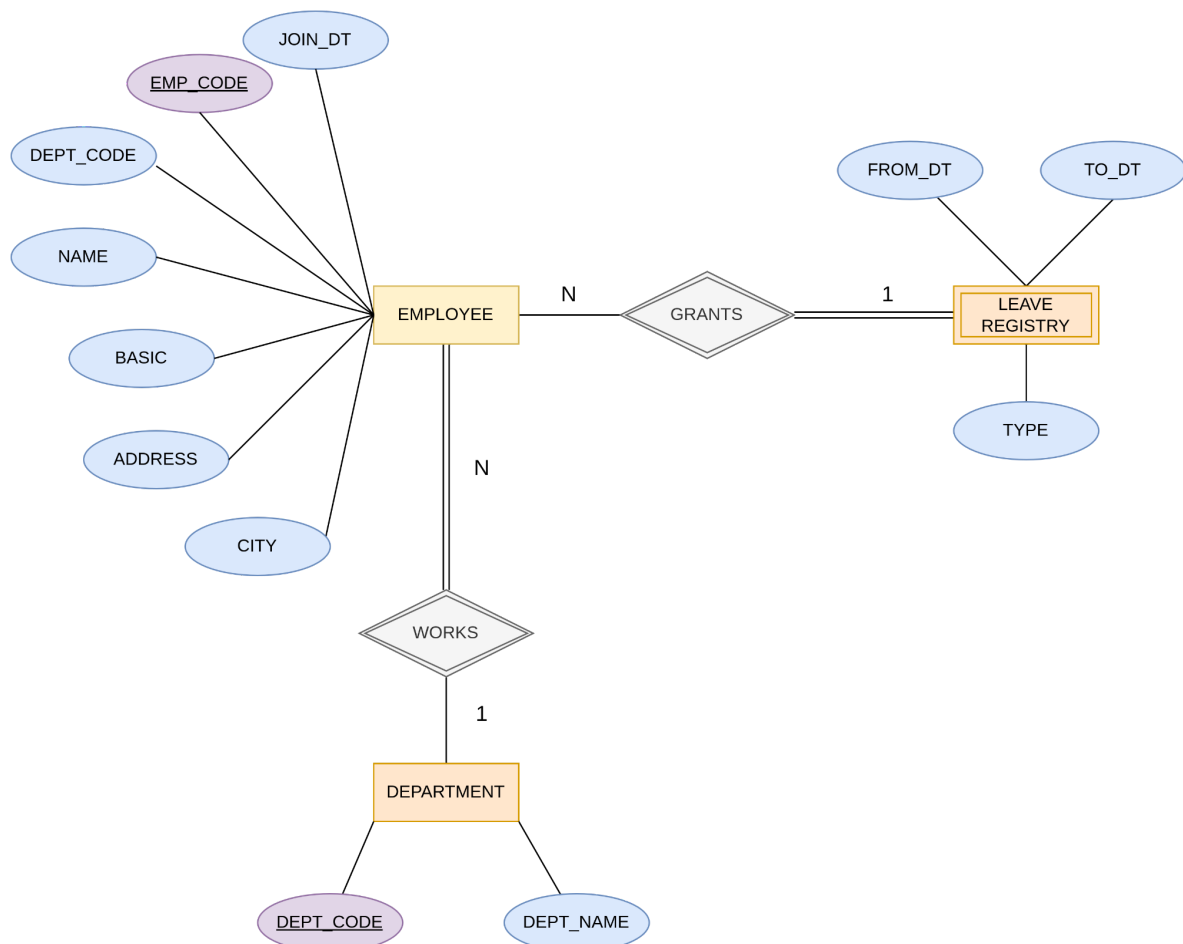 JOIN_DT
EMP_CODE
DEPT_CODE
FROM_DT
TO_DT
NAME
N
1
EMPLOYEE
GRANTS
LEAVE
REGISTRY
BASIC
TYPE
ADDRESS
N
CITY
WORKS
1
DEPARTMENT
DEPT_CODE
DEPT_NAME